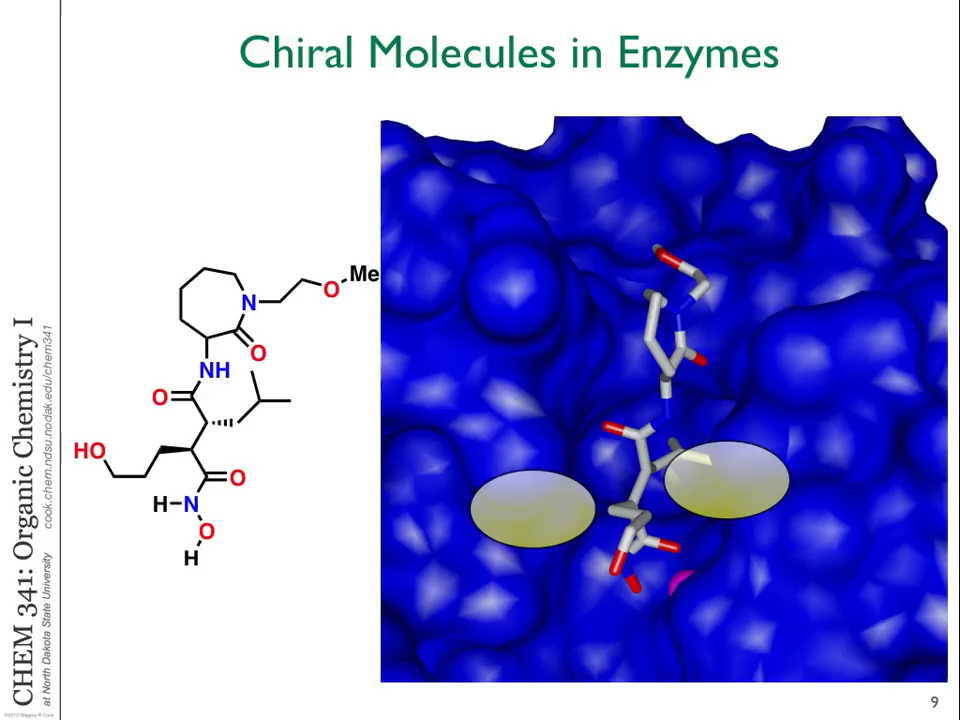 Chiral Molecules in Enzymes
CHEM 341: Organic Chemistry I
at North Dakota State University cook.chem.ndsu.nodak.edu/chem341
©2012 Gregory R Cook
Me
O
N
O
NH
O
HO
O
H N
O
H
9